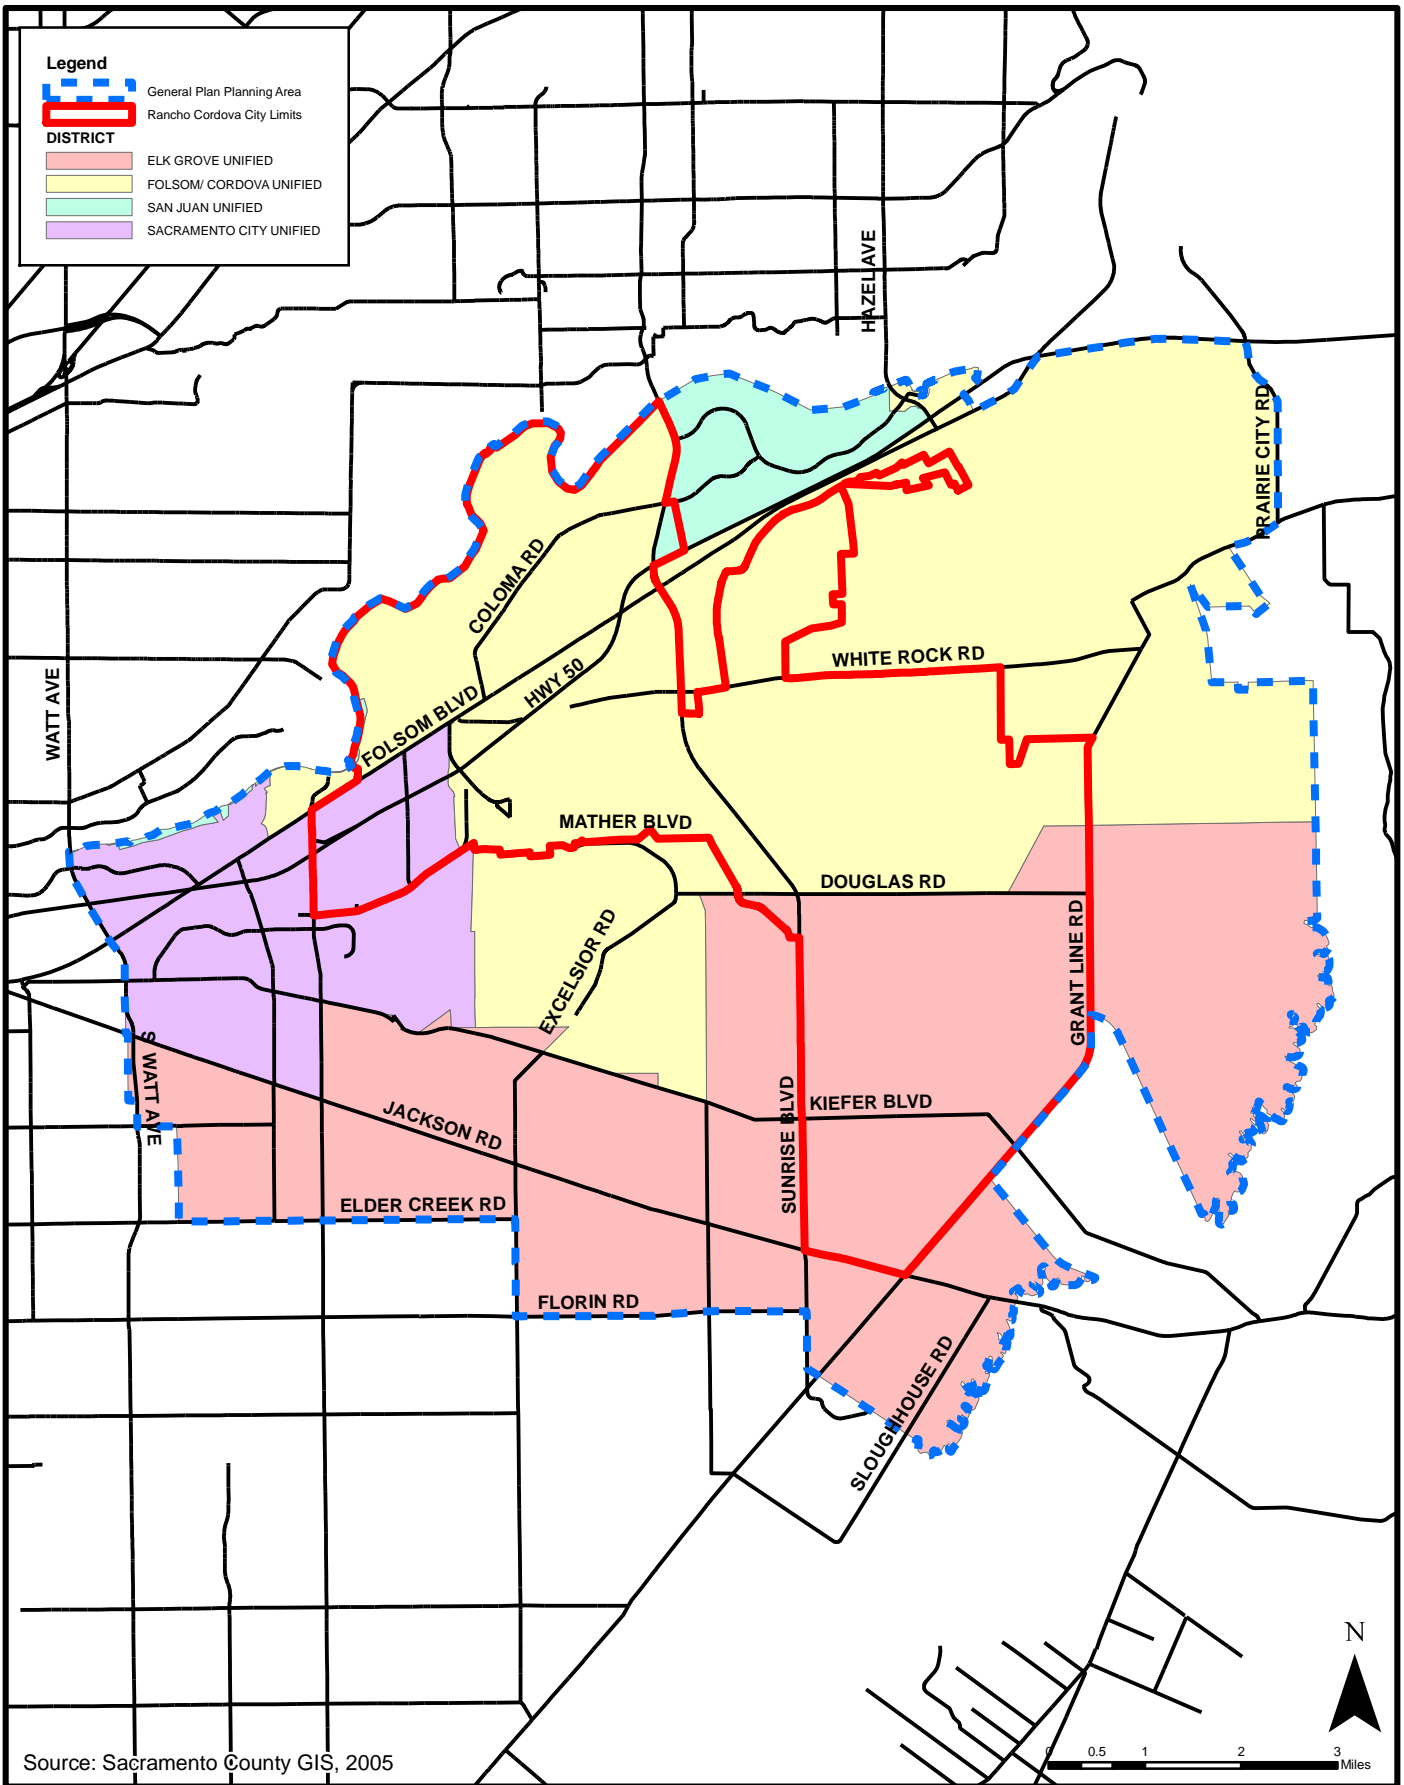 Legend
General Plan Planning Area
Rancho Cordova City Limits
DISTRICT
ELK GROVE UNIFIED
FOLSOM/ CORDOVA UNIFIED
SAN JUAN UNIFIED
SACRAMENTO CITY UNIFIED
HAZEL AVE
PRAIRIE CITY RD
COLOMA RD
WHITE ROCK RD
HWY 50
WATT AVE
FOLSOM BLVD
MATHER BLVD
DOUGLAS RD
EXCELSIOR RD
GRANT LINE RD
S WATT AVE
JACKSON RD
SUNRISE BLVD
KIEFER BLVD
ELDER CREEK RD
FLORIN RD
SLOUGHHOUSE RD
N
0 0.5 1 2 3
Miles
Source: Sacramento County GIS, 2005